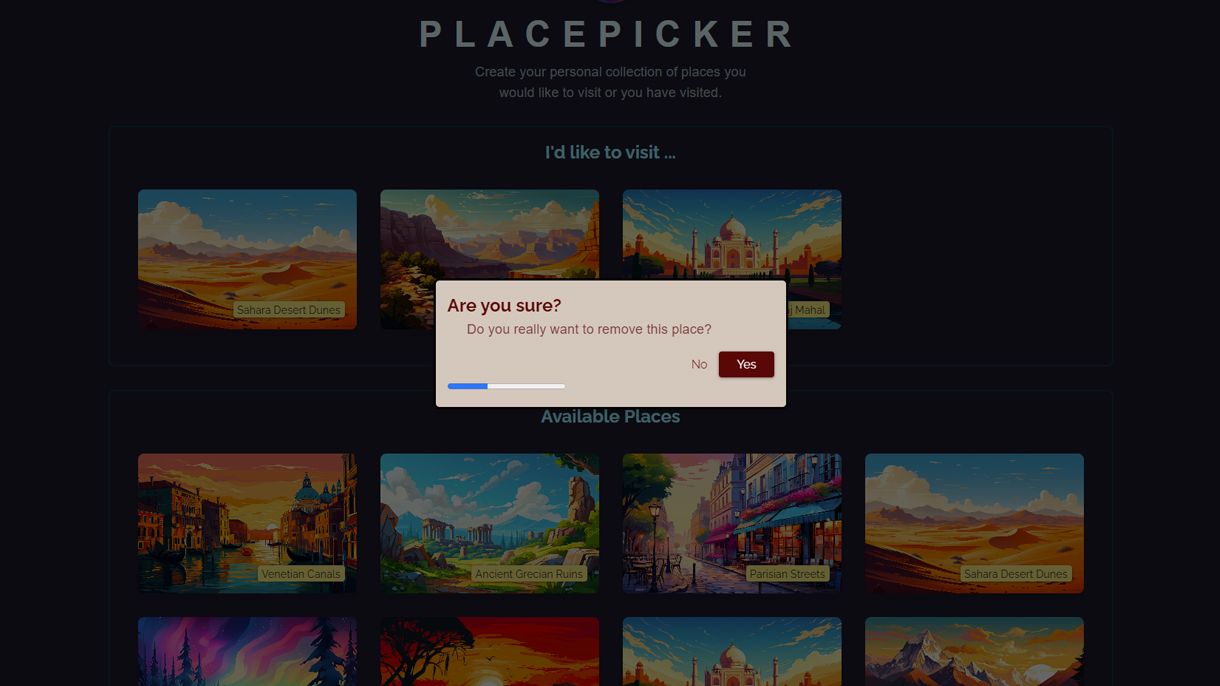 PLACEPICKER
Create your personal collection of places you
would like to visit or you have visited.
I'd like to visit ...
Sahara Desert Dunes
Mahal
Are you sure?
Do you really want to remove this place?
No
Yes
Available Places
Venetian Canals
Ancient Grecian Ruins
Parisian Streets
Sahara Desert Dunes